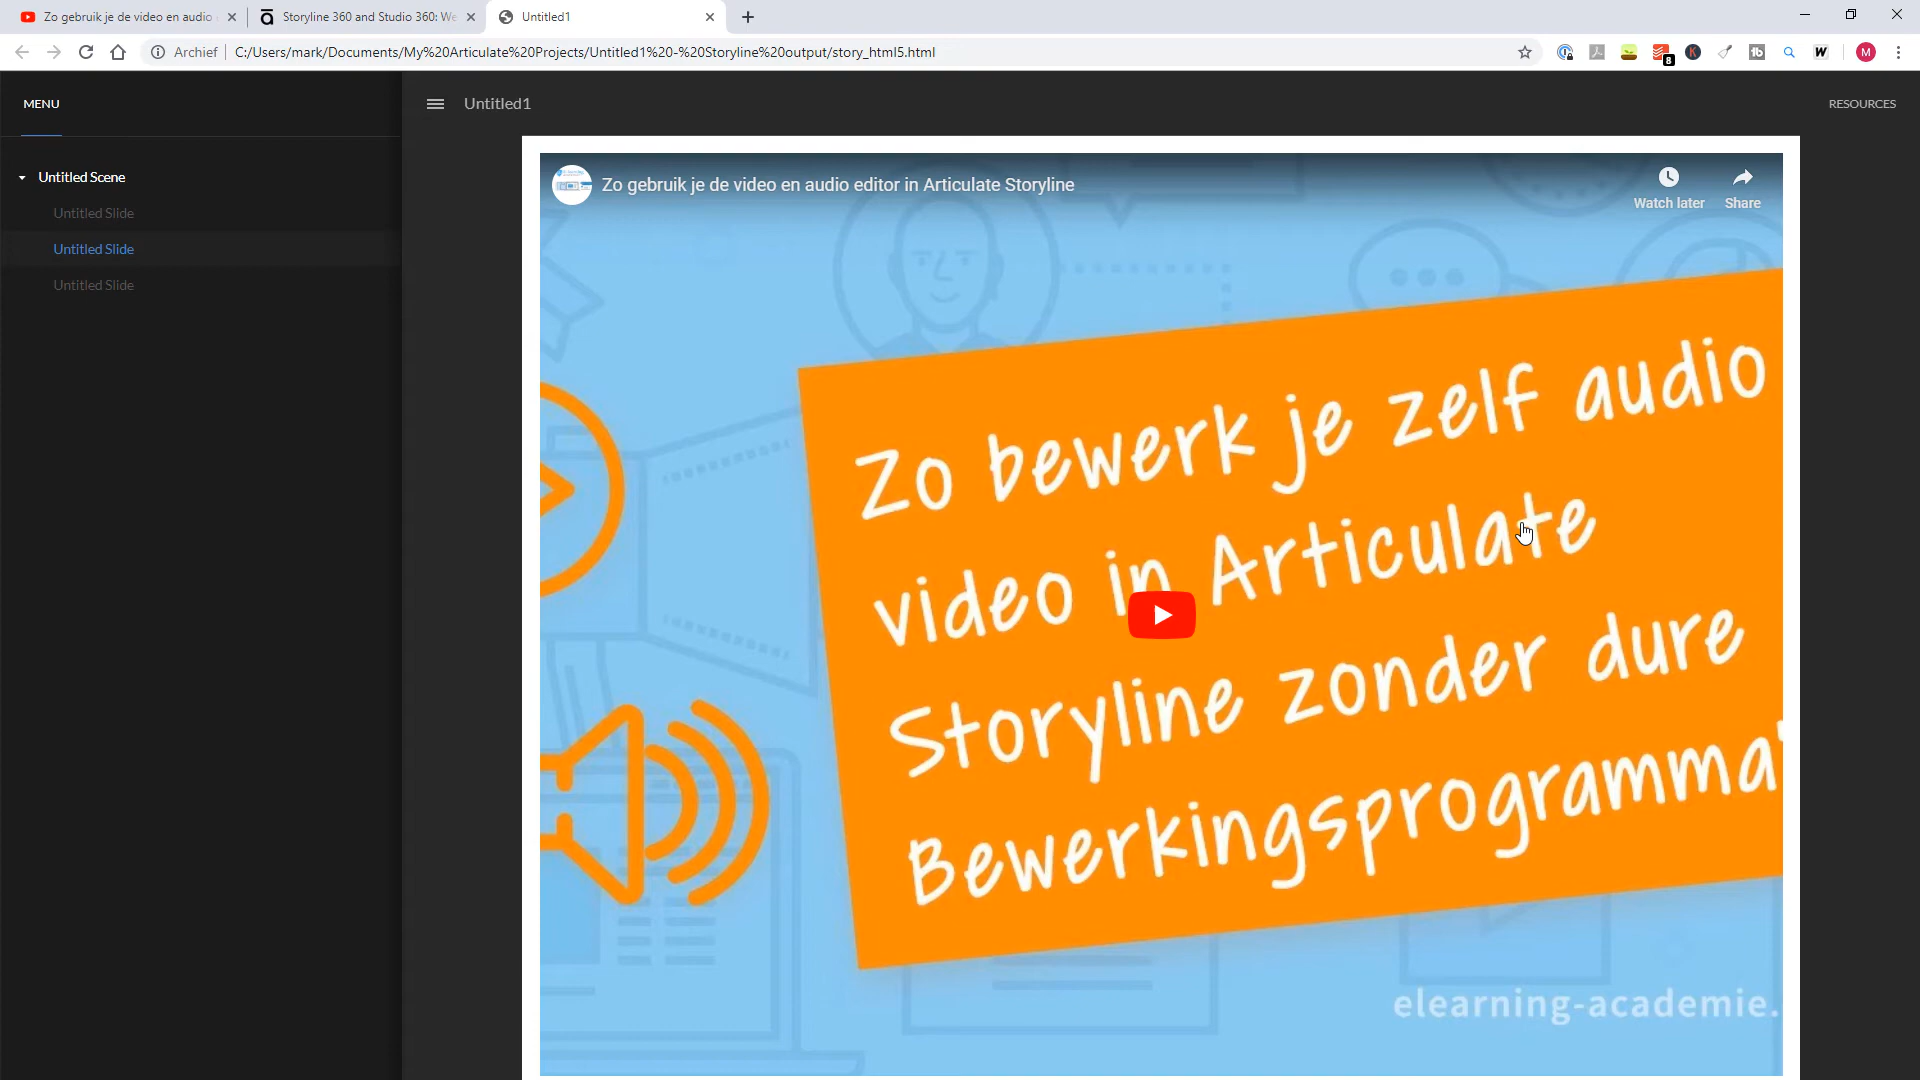 Zo gebruik je de video en audio
Storyline 360 and Studio 360: We
Untitled1
Archief
C:/Users/mark/Documents/My%20Articulate%20Projects/Untitled1%20-%20Storyline%20output/story_html5.html
8
M
MENU
Untitled1
RESOURCES
Untitled Scene
Untitled Slide
Untitled Slide
Untitled Slide
Zo gebruik je de video en audio editor in Articulate Storyline
Watch later
Share
Zo bewerk je zelf audio
video in Articulate
Storyline zonder dure
Bewerkingsprogramma'
elearning-academie.